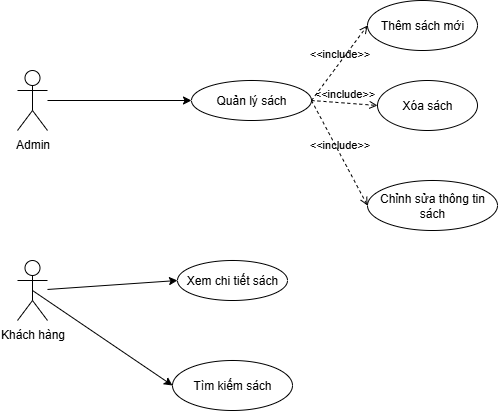 Thêm sách mới
<<include>>
Quản lý sách
<<include>>
Xóa sách
Admin
<<include>>
Chỉnh sửa thông tin
sách
Xem chi tiết sách
Khách hàng
Tìm kiếm sách